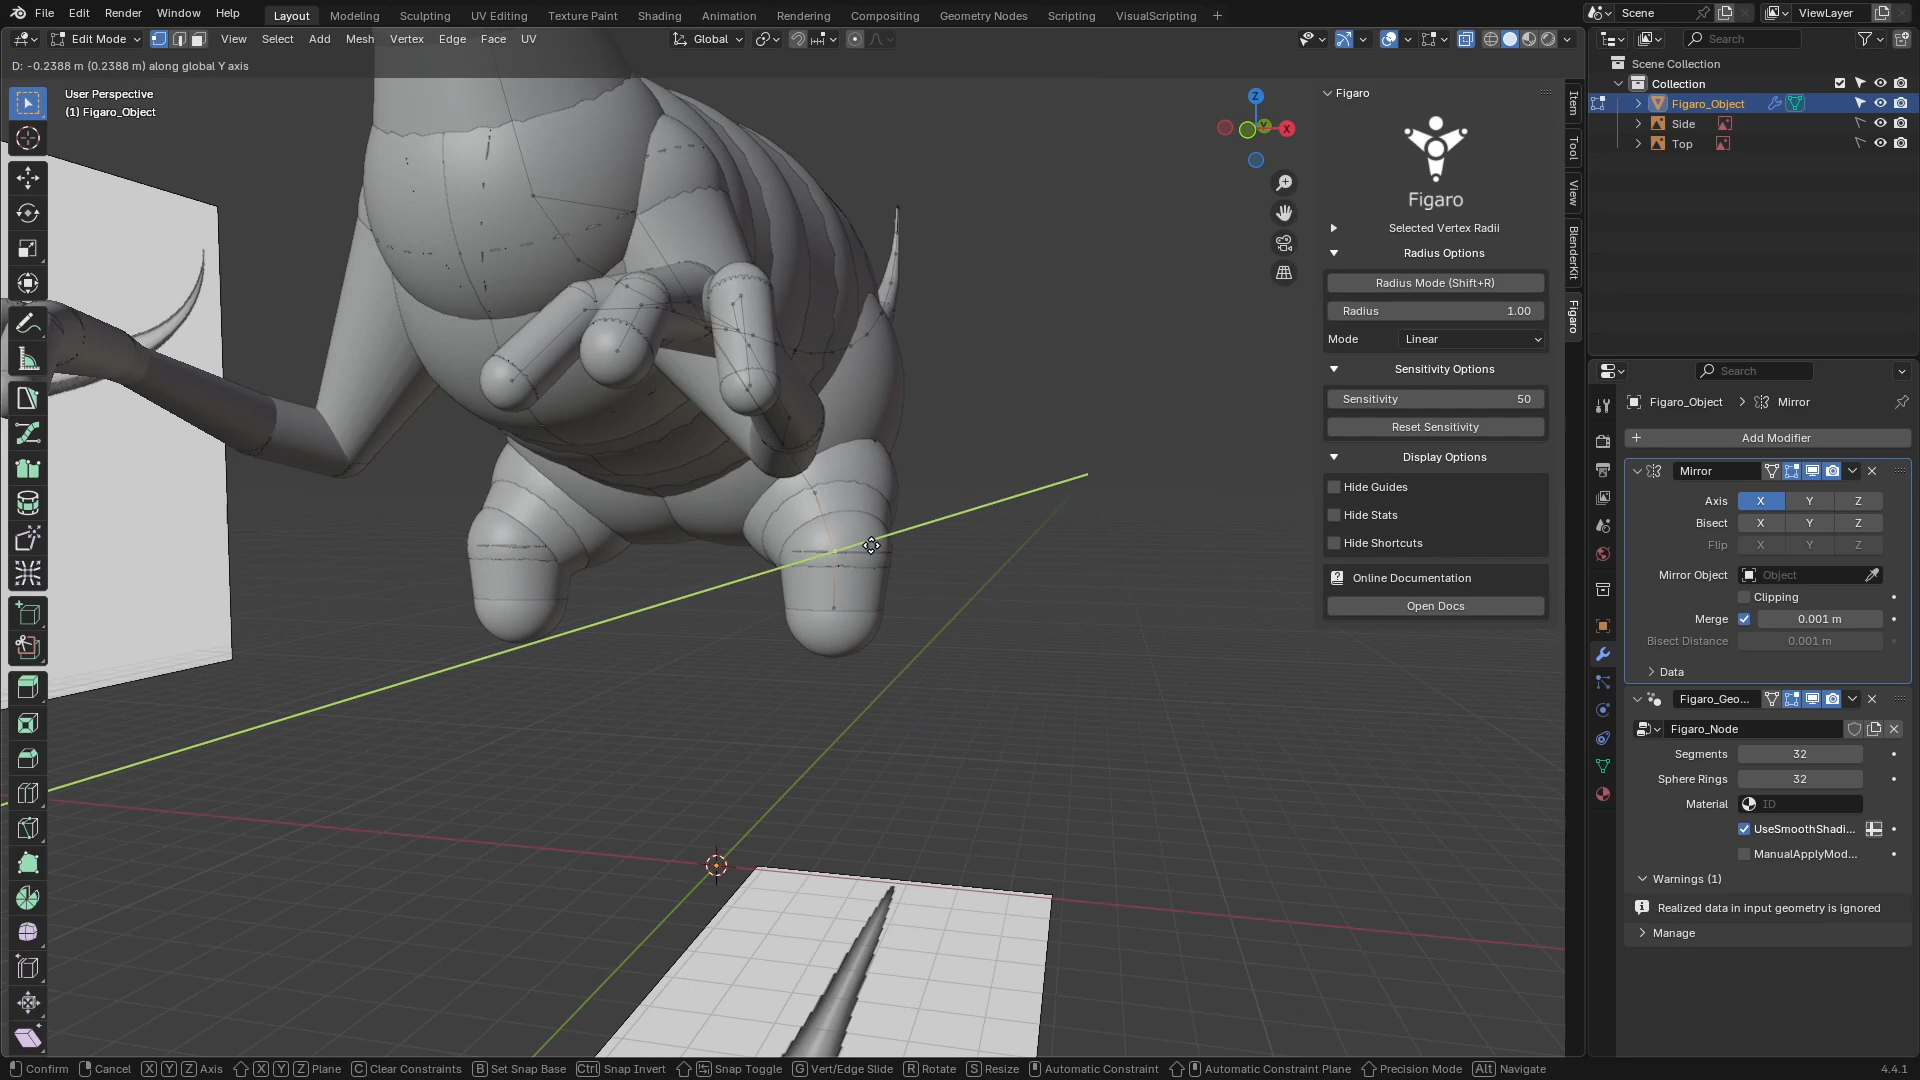 File Edit Render Window Help Layout Modeling Sculpting UV Editing Texture Paint Shading Animation Rendering Compositing Geometry Nodes Scripting VisualScripting + Scene ViewLayer
Edit Mode View Select Add Mesh Vertex Edge Face UV Global Search
D: -0.2388 m (0.2388 m) along global Y axis
User Perspective
(1) Figaro_Object
Z
Y
X
Figaro
Figaro
Selected Vertex Radii
Radius Options
Radius Mode (Shift+R)
Radius 1.00
Mode Linear
Sensitivity Options
Sensitivity 50
Reset Sensitivity
Display Options
Hide Guides
Hide Stats
Hide Shortcuts
Online Documentation
Open Docs
Item
Tool
View
BlenderKit
Figaro
Scene Collection
Collection
Figaro_Object
Side
Top
Search
Figaro_Object > Mirror
+ Add Modifier
Mirror
Axis X Y Z
Bisect X Y Z
Flip X Y Z
Mirror Object Object
Clipping
Merge 0.001 m
Bisect Distance 0.001 m
Data
Figaro_Geo...
Figaro_Node
Segments 32
Sphere Rings 32
Material ID
UseSmoothShadi...
ManualApplyMod...
Warnings (1)
Realized data in input geometry is ignored
Manage
Confirm Cancel X Y Z Axis X Y Z Plane C Clear Constraints B Set Snap Base Ctrl Snap Invert Snap Toggle G Vert/Edge Slide R Rotate S Resize Automatic Constraint Automatic Constraint Plane Precision Mode Alt Navigate 4.4.1